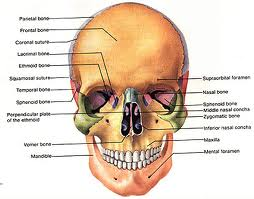 Parietal bone
Frontal bone
Coronal suture
Lacrimal bone
Ethmoid bone
Squamosal suture
Temporal bone
Sphenoid bone
Perpendicular plate
of the ethmoid
Vomer bone
Mandible
Supraorbital foramen
Nasal bone
Sphenoid bone
Middle nasal concha
Zygomatic bone
Inferior nasal concha
Maxilla
Mental foramen